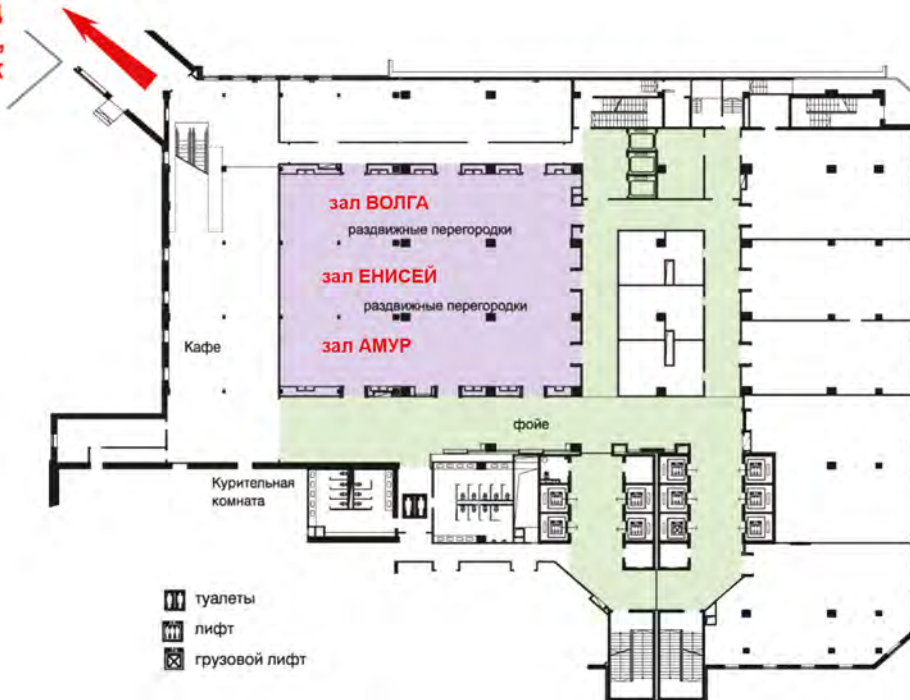 зал ВОЛГА
раздвижные перегородки
зал ЕНИСЕЙ
раздвижные перегородки
зал АМУР
Кафе
фойе
Курительная
комната
туалеты
лифт
грузовой лифт